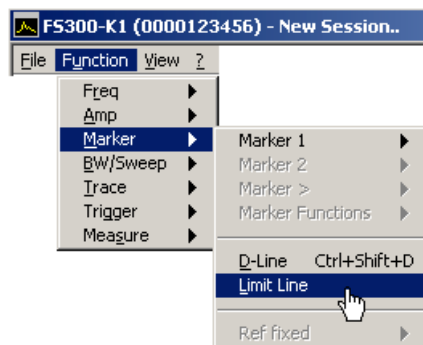 FS300-K1 (0000123456) - New Session..
File Function View ?
Freq
Amp
Marker
BW/Sweep
Trace
Trigger
Measure
Marker 1
Marker 2
Marker >
Marker Functions
D-Line Ctrl+Shift+D
Limit Line
Ref fixed